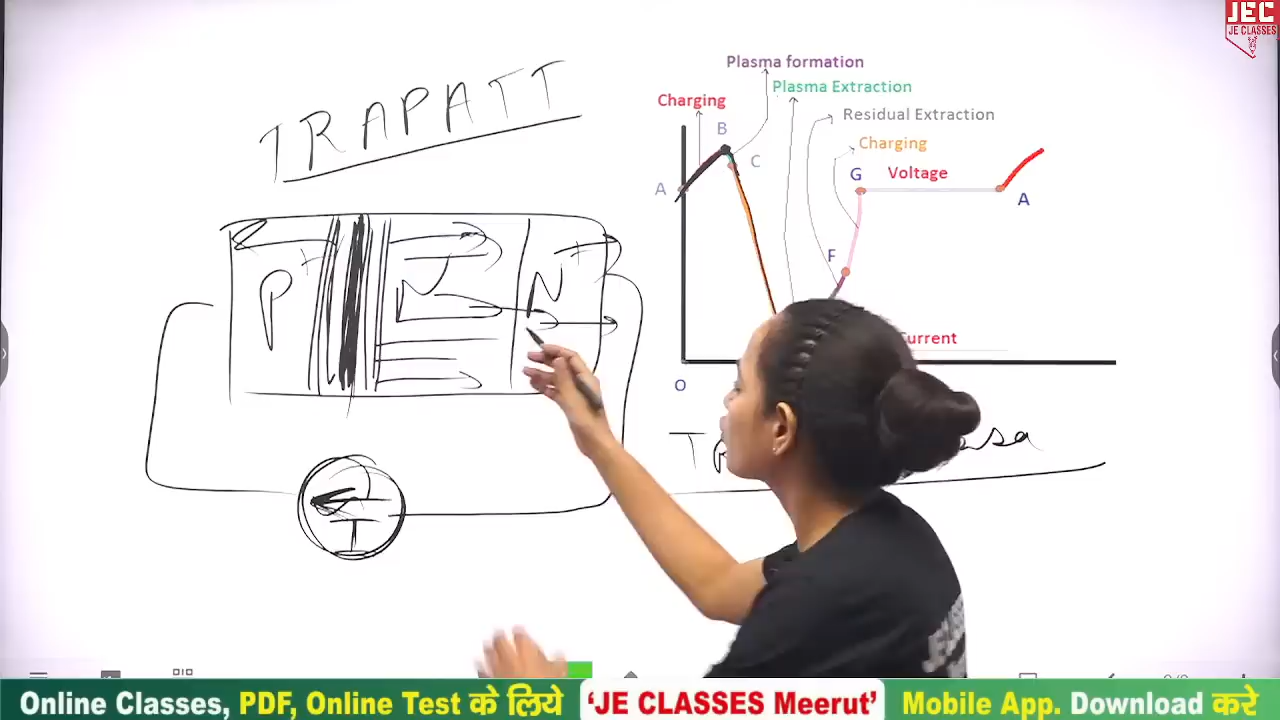 JEC
JE CLASSES
TRAPATT
Plasma formation
Plasma Extraction
Charging
Residual Extraction
B
Charging
C
G
Voltage
A
A
F
P+
N
N+
Current
O
I
Online Classes, PDF, Online Test के लिये
‘JE CLASSES Meerut’
Mobile App. Download करे